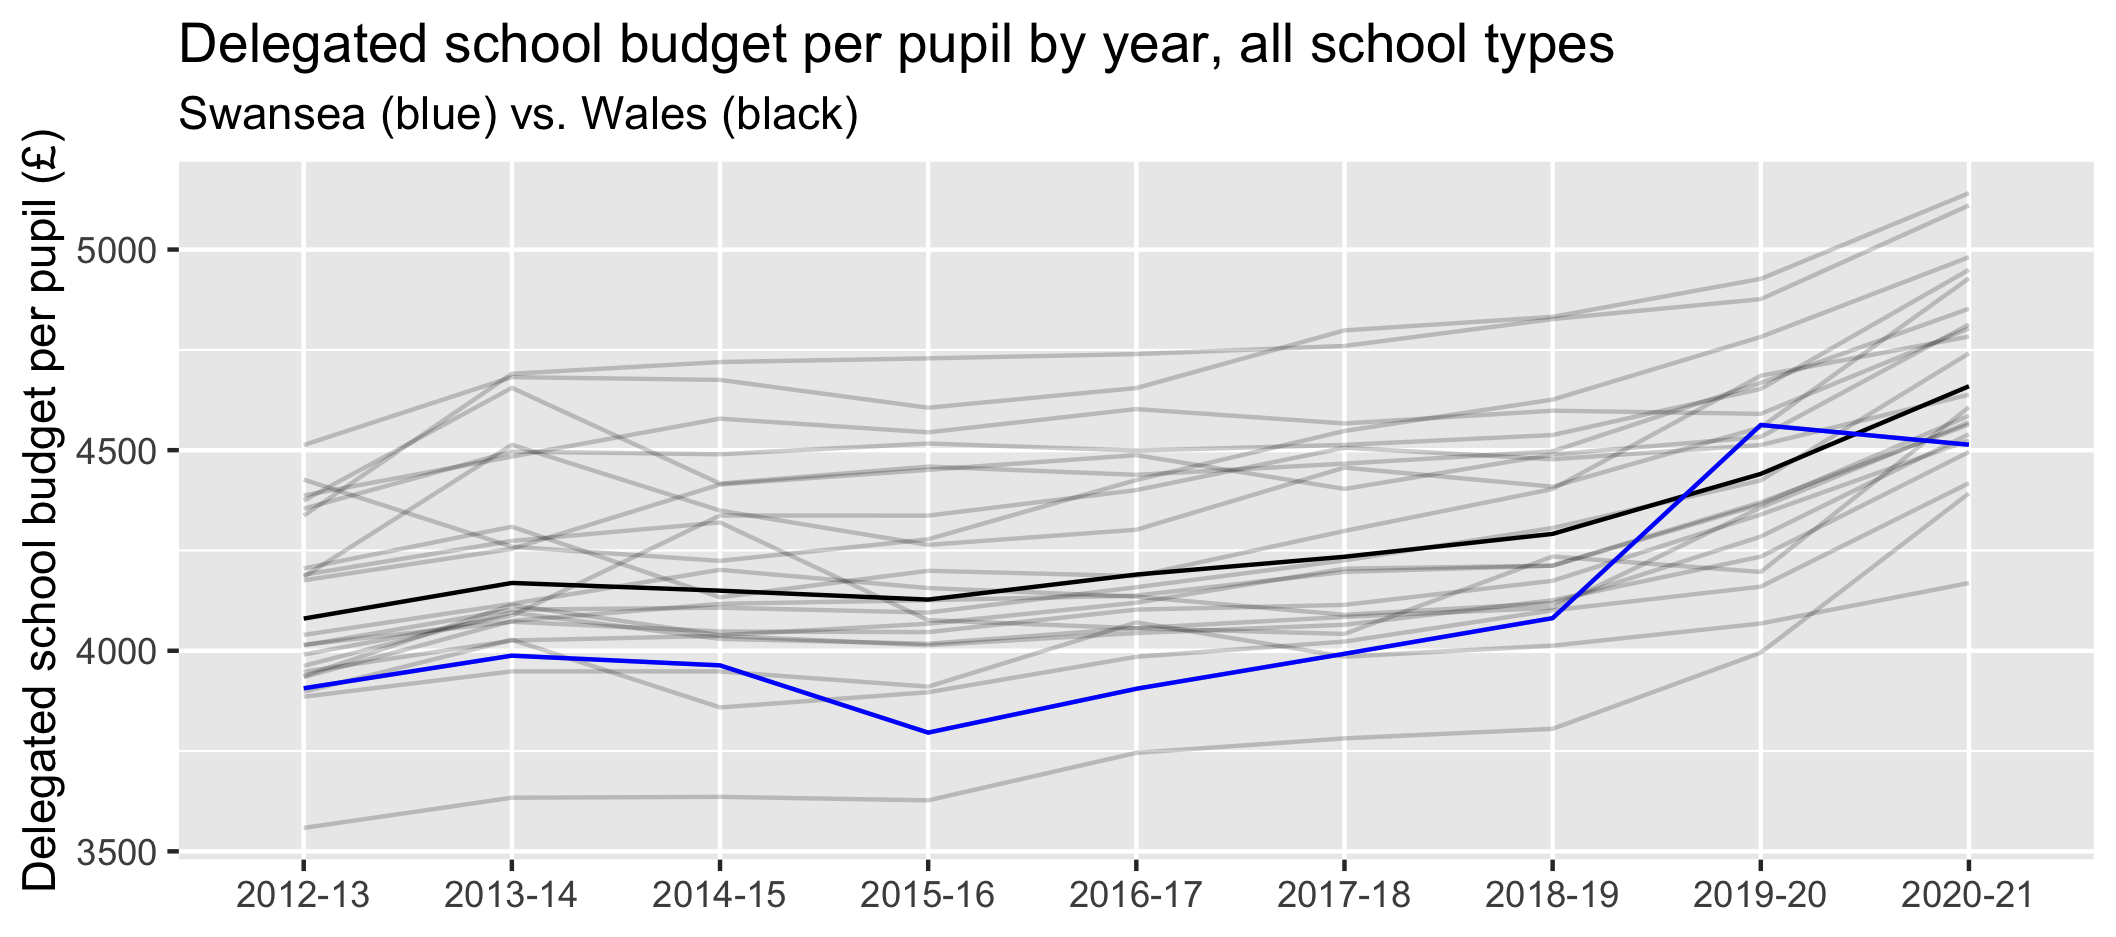 Delegated school budget per pupil by year, all school types
Swansea (blue) vs. Wales (black)
Delegated school budget per pupil (£)
5000
4500
4000
3500
2012-13 2013-14 2014-15 2015-16 2016-17 2017-18 2018-19 2019-20 2020-21